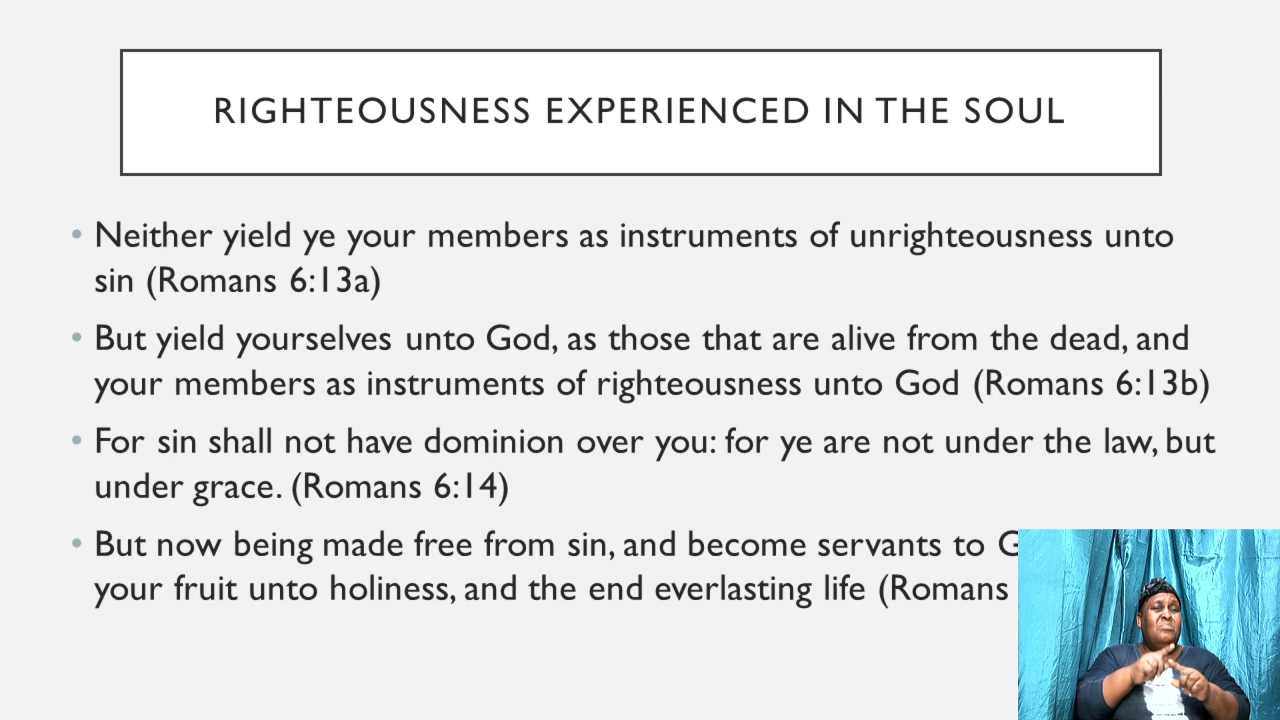 RIGHTEOUSNESS EXPERIENCED IN THE SOUL
• Neither yield ye your members as instruments of unrighteousness unto
sin (Romans 6:13a)
• But yield yourselves unto God, as those that are alive from the dead, and
your members as instruments of righteousness unto God (Romans 6:13b)
• For sin shall not have dominion over you: for ye are not under the law, but
under grace. (Romans 6:14)
• But now being made free from sin, and become servants to
your fruit unto holiness, and the end everlasting life (Romans